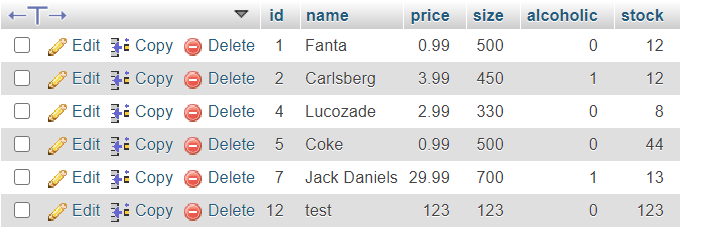 id name price size alcoholic stock
Edit Copy Delete 1 Fanta 0.99 500 0 12
Edit Copy Delete 2 Carlsberg 3.99 450 1 12
Edit Copy Delete 4 Lucozade 2.99 330 0 8
Edit Copy Delete 5 Coke 0.99 500 0 44
Edit Copy Delete 7 Jack Daniels 29.99 700 1 13
Edit Copy Delete 12 test 123 123 0 123